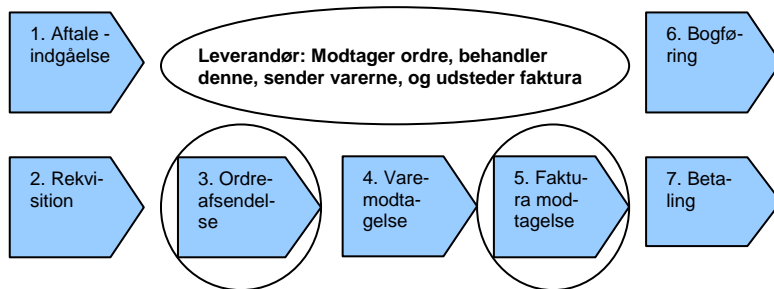 1. Aftale -
indgåelse
Leverandør: Modtager ordre, behandler
denne, sender varerne, og udsteder faktura
6. Bogfø-
ring
2. Rekvi-
sition
3. Ordre-
afsendel-
se
4. Vare-
modta-
gelse
5. Faktu-
ra mod-
tagelse
7. Beta-
ling